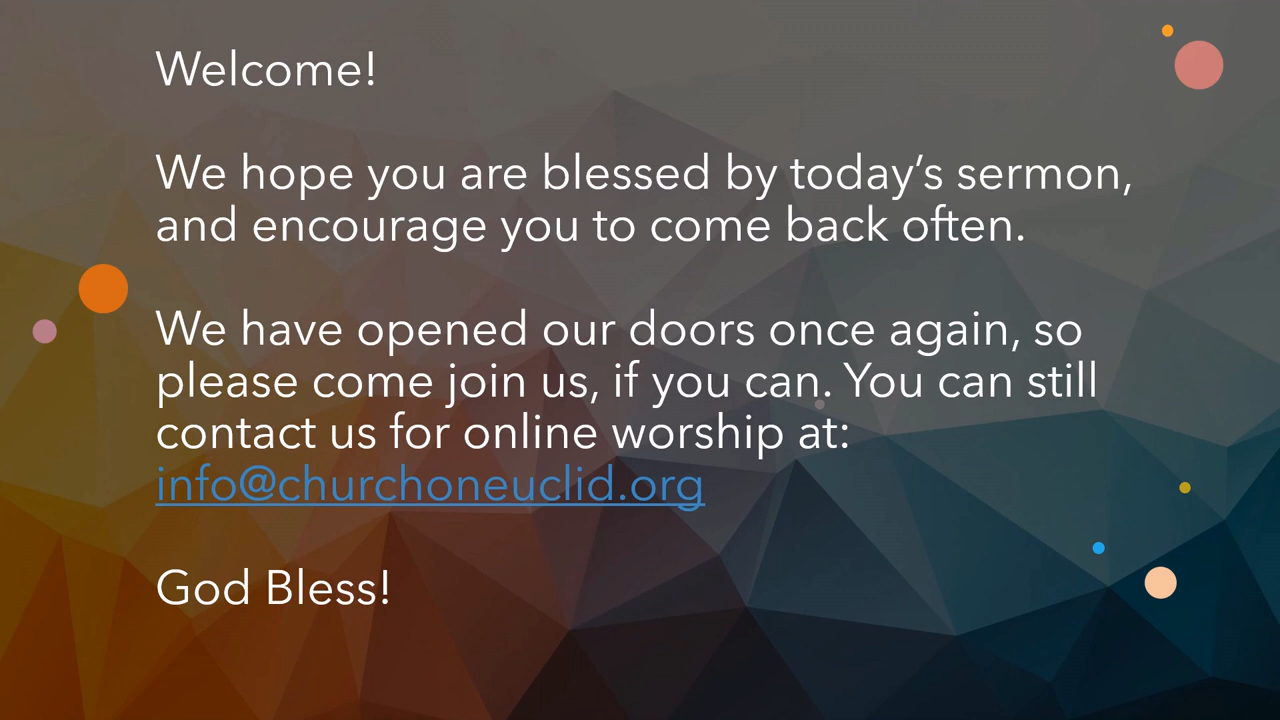 Welcome!
We hope you are blessed by today’s sermon,
and encourage you to come back often.
We have opened our doors once again, so
please come join us, if you can. You can still
contact us for online worship at:
info@churchoneuclid.org
God Bless!